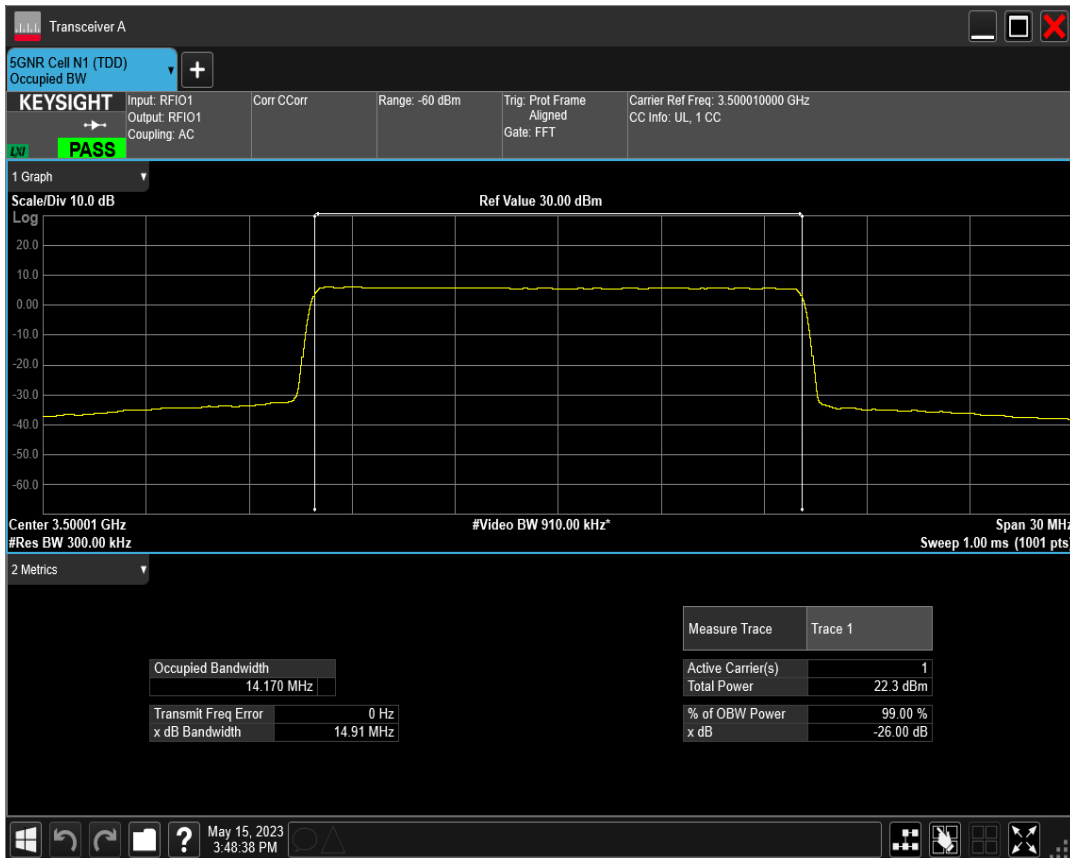 Transceiver A
5GNR Cell N1 (TDD)
Occupied BW
+
KEYSIGHT
LXI
PASS
Input: RFIO1
Output: RFIO1
Coupling: AC
Corr CCorr
Range: -60 dBm
Trig: Prot Frame
Aligned
Gate: FFT
Carrier Ref Freq: 3.500010000 GHz
CC Info: UL, 1 CC
1 Graph
Scale/Div 10.0 dB
Ref Value 30.00 dBm
Log
20.0
10.0
0.00
-10.0
-20.0
-30.0
-40.0
-50.0
-60.0
Center 3.50001 GHz
#Video BW 910.00 kHz*
Span 30 MHz
#Res BW 300.00 kHz
Sweep 1.00 ms (1001 pts)
2 Metrics
Measure Trace Trace 1
Occupied Bandwidth
14.170 MHz
Active Carrier(s) 1
Total Power 22.3 dBm
Transmit Freq Error 0 Hz
x dB Bandwidth 14.91 MHz
% of OBW Power 99.00 %
x dB -26.00 dB
?
May 15, 2023
3:48:38 PM